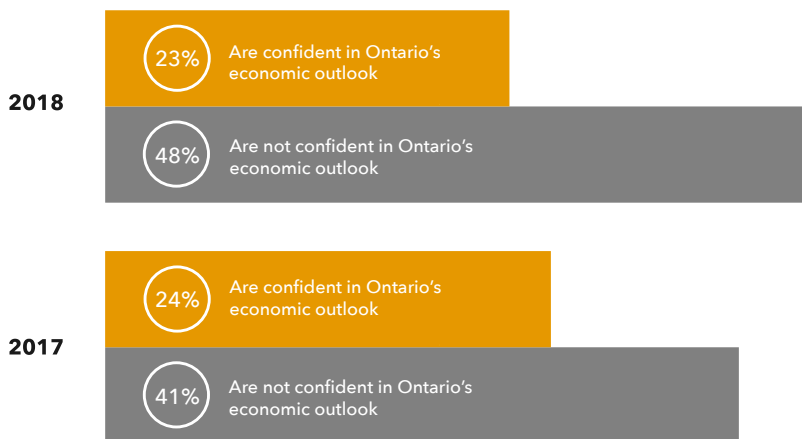 2018
23%
Are confident in Ontario's
economic outlook
48%
Are not confident in Ontario's
economic outlook
2017
24%
Are confident in Ontario's
economic outlook
41%
Are not confident in Ontario's
economic outlook